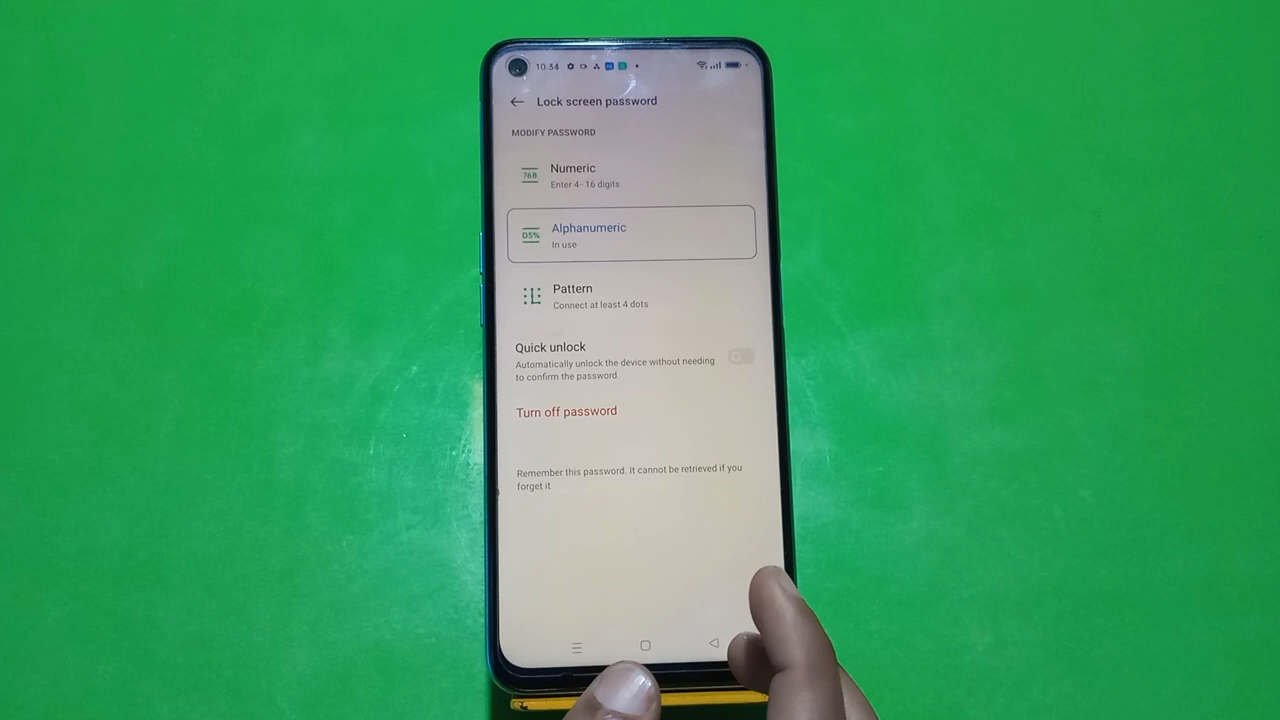 10:34
Lock screen password
MODIFY PASSWORD
768
Numeric
Enter 4-16 digits
D5%
Alphanumeric
In use
Pattern
Connect at least 4 dots
Quick unlock
Automatically unlock the device without needing
to confirm the password.
Turn off password
Remember this password. It cannot be retrieved if you
forget it.